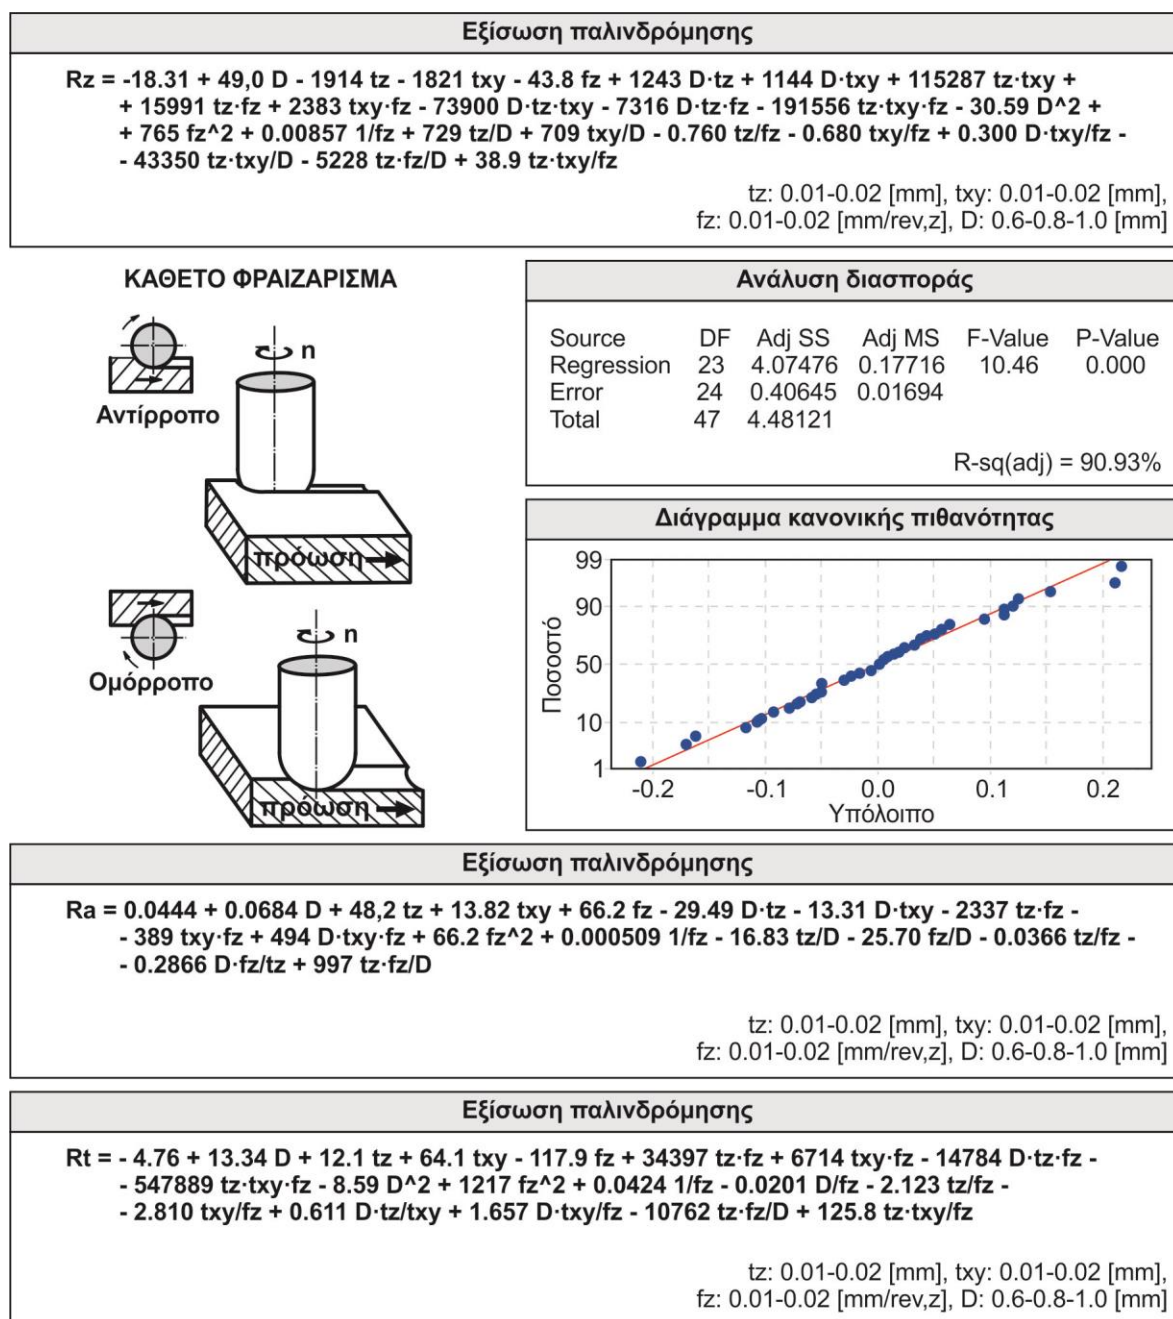 Εξίσωση παλινδρόμησης
Rz = -18.31 + 49,0 D - 1914 tz - 1821 txy - 43.8 fz + 1243 D·tz + 1144 D·txy + 115287 tz·txy +
+ 15991 tz·fz + 2383 txy·fz - 73900 D·tz·txy - 7316 D·tz·fz - 191556 tz·txy·fz - 30.59 D^2 +
+ 765 fz^2 + 0.00857 1/fz + 729 tz/D + 709 txy/D - 0.760 tz/fz - 0.680 txy/fz + 0.300 D·txy/fz -
- 43350 tz·txy/D - 5228 tz·fz/D + 38.9 tz·txy/fz
tz: 0.01-0.02 [mm], txy: 0.01-0.02 [mm],
fz: 0.01-0.02 [mm/rev,z], D: 0.6-0.8-1.0 [mm]
ΚΑΘΕΤΟ ΦΡΑΙΖΑΡΙΣΜΑ
Αντίρροπο
n
πρόωση
Ομόρροπο
n
πρόωση
Ανάλυση διασποράς
Source DF Adj SS Adj MS F-Value P-Value
Regression 23 4.07476 0.17716 10.46 0.000
Error 24 0.40645 0.01694
Total 47 4.48121
R-sq(adj) = 90.93%
Διάγραμμα κανονικής πιθανότητας
Ποσοστό
99
90
50
10
1
-0.2 -0.1 0.0 0.1 0.2
Υπόλοιπο
Εξίσωση παλινδρόμησης
Ra = 0.0444 + 0.0684 D + 48,2 tz + 13.82 txy + 66.2 fz - 29.49 D·tz - 13.31 D·txy - 2337 tz·fz -
- 389 txy·fz + 494 D·txy·fz + 66.2 fz^2 + 0.000509 1/fz - 16.83 tz/D - 25.70 fz/D - 0.0366 tz/fz -
- 0.2866 D·fz/tz + 997 tz·fz/D
tz: 0.01-0.02 [mm], txy: 0.01-0.02 [mm],
fz: 0.01-0.02 [mm/rev,z], D: 0.6-0.8-1.0 [mm]
Εξίσωση παλινδρόμησης
Rt = - 4.76 + 13.34 D + 12.1 tz + 64.1 txy - 117.9 fz + 34397 tz·fz + 6714 txy·fz - 14784 D·tz·fz -
- 547889 tz·txy·fz - 8.59 D^2 + 1217 fz^2 + 0.0424 1/fz - 0.0201 D/fz - 2.123 tz/fz -
- 2.810 txy/fz + 0.611 D·tz/txy + 1.657 D·txy/fz - 10762 tz·fz/D + 125.8 tz·txy/fz
tz: 0.01-0.02 [mm], txy: 0.01-0.02 [mm],
fz: 0.01-0.02 [mm/rev,z], D: 0.6-0.8-1.0 [mm]